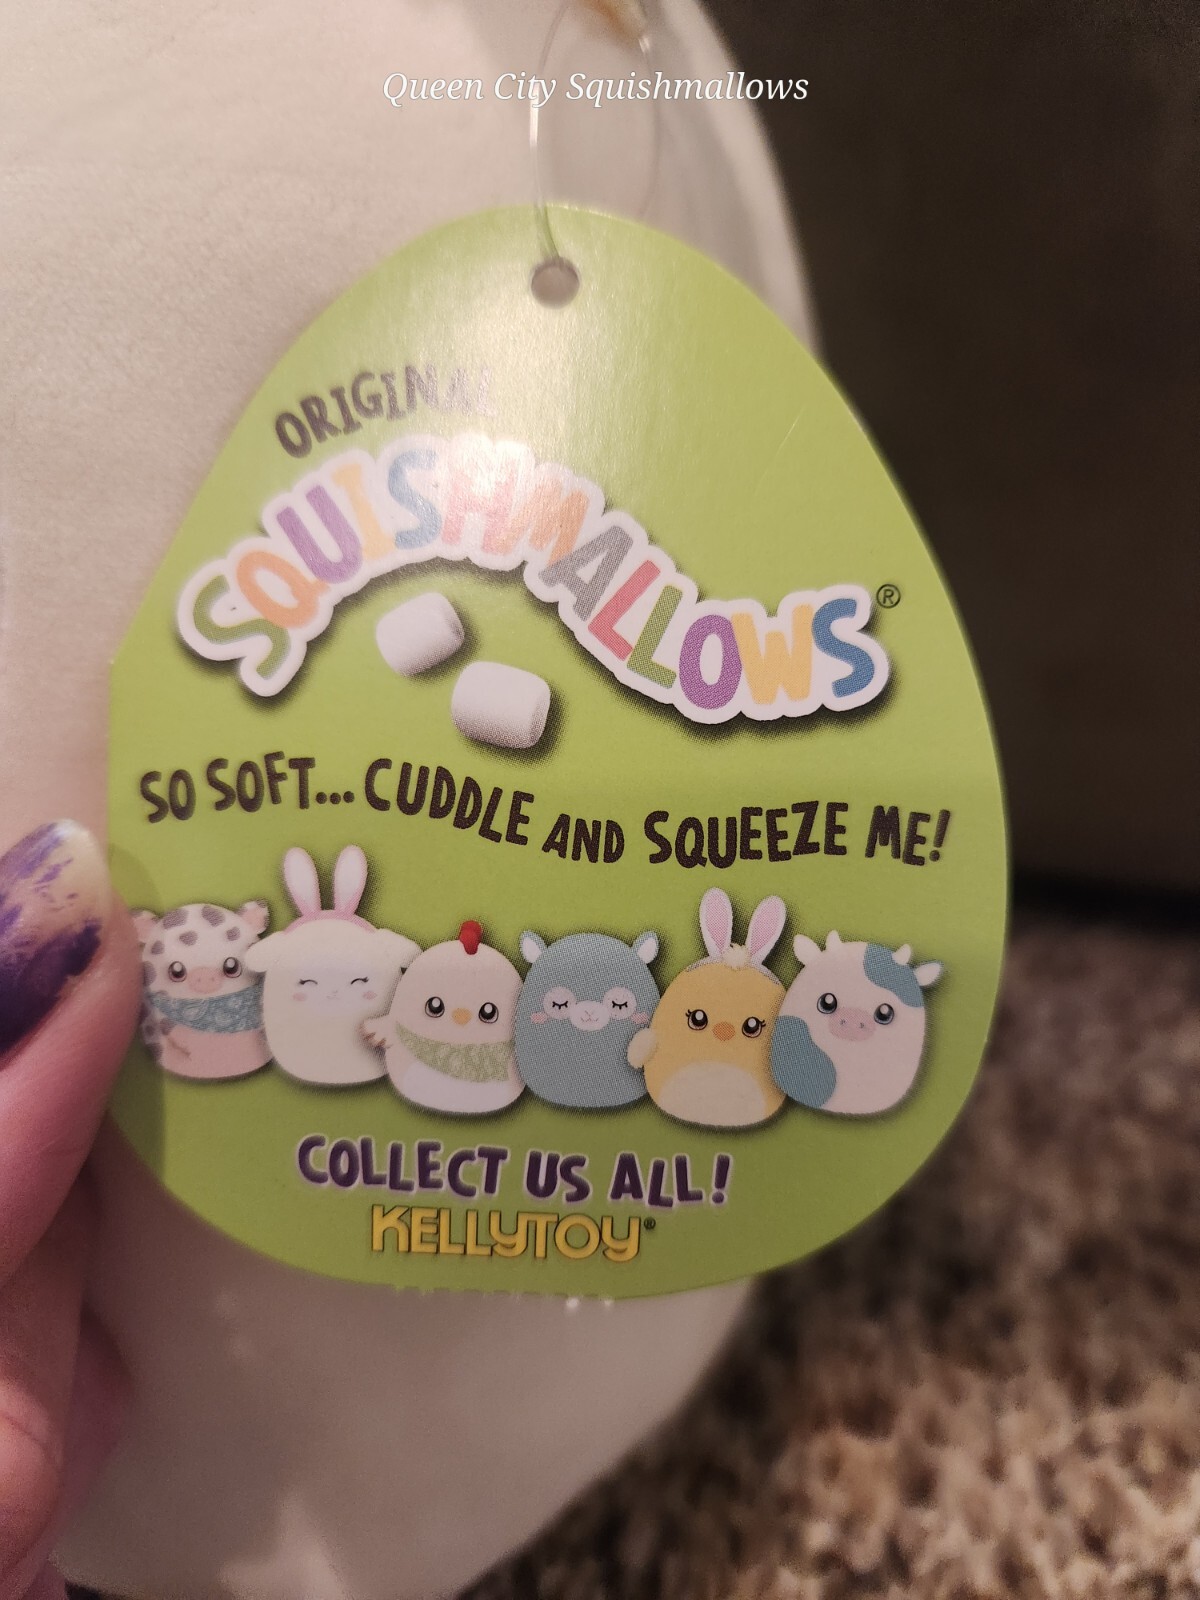 Queen City Squishmallows
ORIGINAL
SQUISHMALLOWS®
SO SOFT... CUDDLE AND SQUEEZE ME!
COLLECT US ALL!
KELLYTOY®